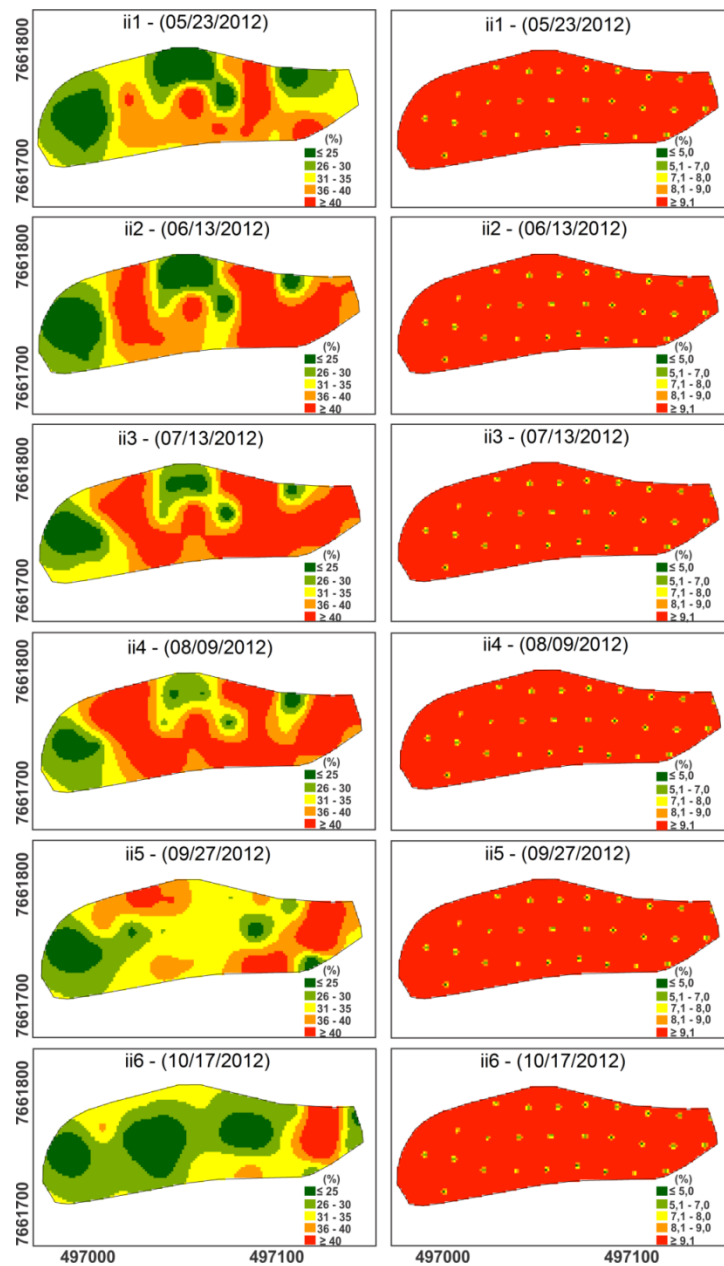 ii1 - (05/23/2012)
7661800
7661700
(%)
≤ 25
26 - 30
31 - 35
36 - 40
≥ 40
ii1 - (05/23/2012)
(%)
≤ 5,0
5,1 - 7,0
7,1 - 8,0
8,1 - 9,0
≥ 9,1
ii2 - (06/13/2012)
7661800
7661700
(%)
≤ 25
26 - 30
31 - 35
36 - 40
≥ 40
ii2 - (06/13/2012)
(%)
≤ 5,0
5,1 - 7,0
7,1 - 8,0
8,1 - 9,0
≥ 9,1
ii3 - (07/13/2012)
7661800
7661700
(%)
≤ 25
26 - 30
31 - 35
36 - 40
≥ 40
ii3 - (07/13/2012)
(%)
≤ 5,0
5,1 - 7,0
7,1 - 8,0
8,1 - 9,0
≥ 9,1
ii4 - (08/09/2012)
7661800
7661700
(%)
≤ 25
26 - 30
31 - 35
36 - 40
≥ 40
ii4 - (08/09/2012)
(%)
≤ 5,0
5,1 - 7,0
7,1 - 8,0
8,1 - 9,0
≥ 9,1
ii5 - (09/27/2012)
7661800
7661700
(%)
≤ 25
26 - 30
31 - 35
36 - 40
≥ 40
ii5 - (09/27/2012)
(%)
≤ 5,0
5,1 - 7,0
7,1 - 8,0
8,1 - 9,0
≥ 9,1
ii6 - (10/17/2012)
7661800
7661700
(%)
≤ 25
26 - 30
31 - 35
36 - 40
≥ 40
ii6 - (10/17/2012)
(%)
≤ 5,0
5,1 - 7,0
7,1 - 8,0
8,1 - 9,0
≥ 9,1
497000
497100
497000
497100